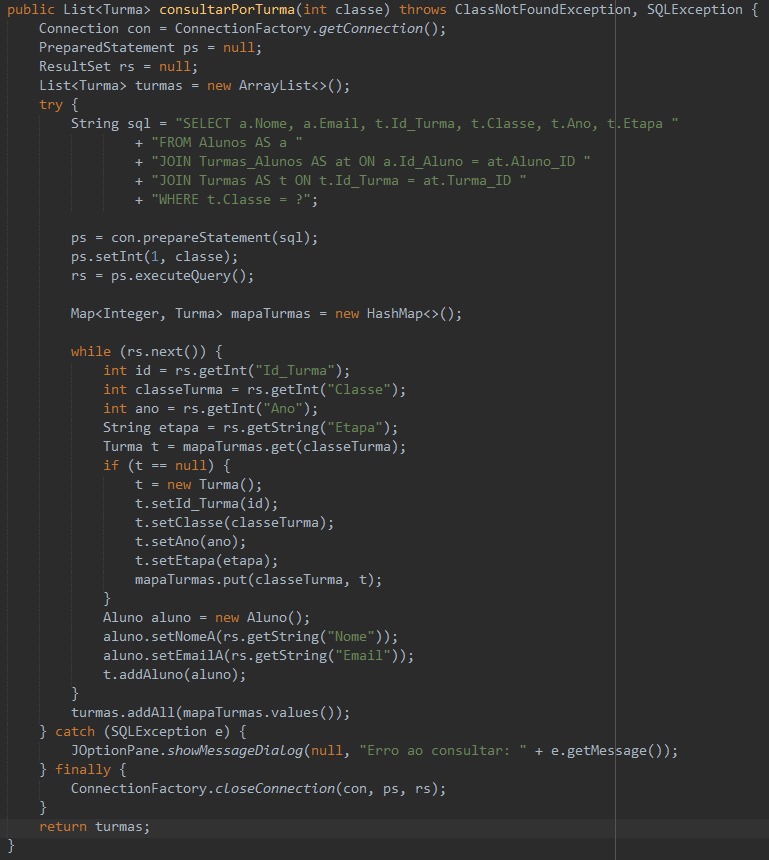 public List<Turma> consultarPorTurma(int classe) throws ClassNotFoundException, SQLException {
    Connection con = ConnectionFactory.getConnection();
    PreparedStatement ps = null;
    ResultSet rs = null;
    List<Turma> turmas = new ArrayList<>();
    try {
        String sql = "SELECT a.Nome, a.Email, t.Id_Turma, t.Classe, t.Ano, t.Etapa "
                + "FROM Alunos AS a "
                + "JOIN Turmas_Alunos AS at ON a.Id_Aluno = at.Aluno_ID "
                + "JOIN Turmas AS t ON t.Id_Turma = at.Turma_ID "
                + "WHERE t.Classe = ?";

        ps = con.prepareStatement(sql);
        ps.setInt(1, classe);
        rs = ps.executeQuery();

        Map<Integer, Turma> mapaTurmas = new HashMap<>();

        while (rs.next()) {
            int id = rs.getInt("Id_Turma");
            int classeTurma = rs.getInt("Classe");
            int ano = rs.getInt("Ano");
            String etapa = rs.getString("Etapa");
            Turma t = mapaTurmas.get(classeTurma);
            if (t == null) {
                t = new Turma();
                t.setId_Turma(id);
                t.setClasse(classeTurma);
                t.setAno(ano);
                t.setEtapa(etapa);
                mapaTurmas.put(classeTurma, t);
            }
            Aluno aluno = new Aluno();
            aluno.setNomeA(rs.getString("Nome"));
            aluno.setEmailA(rs.getString("Email"));
            t.addAluno(aluno);
        }
        turmas.addAll(mapaTurmas.values());
    } catch (SQLException e) {
        JOptionPane.showMessageDialog(null, "Erro ao consultar: " + e.getMessage());
    } finally {
        ConnectionFactory.closeConnection(con, ps, rs);
    }
    return turmas;
}